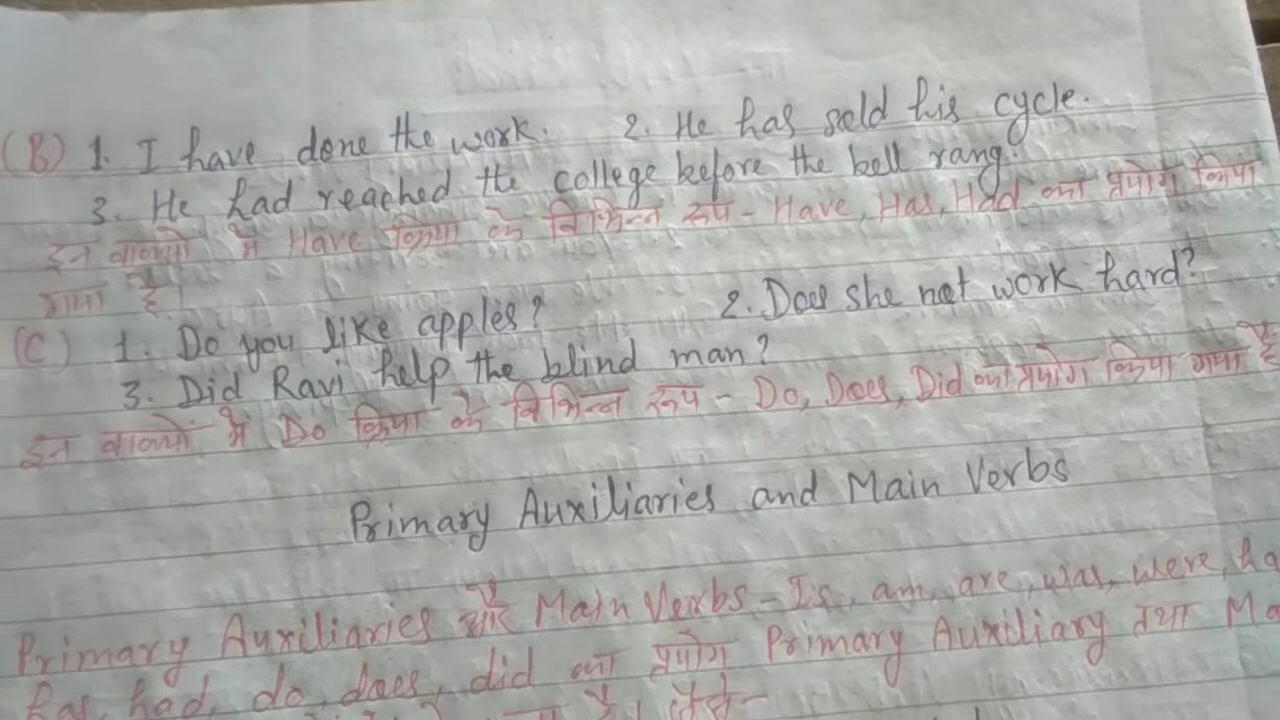 (B) 1. I have done the work. 2. He has sold his cycle.
3. He had reached the college before the bell rang.
इन वाक्यो में Have क्रिया के विभिन्न रूप - Have, Has, Had का प्रयोग किया
गया है
(C) 1. Do you like apples? 2. Does she not work hard?
3. Did Ravi help the blind man?
इन वाक्यों में Do क्रिया के विभिन्न रूप - Do, Does, Did का प्रयोग किया गया है
Primary Auxiliaries and Main Verbs
Primary Auxiliaries और Main Verbs - Is, am, are, was, were, ha
has, had, do, does, did का प्रयोग Primary Auxiliary तथा Ma